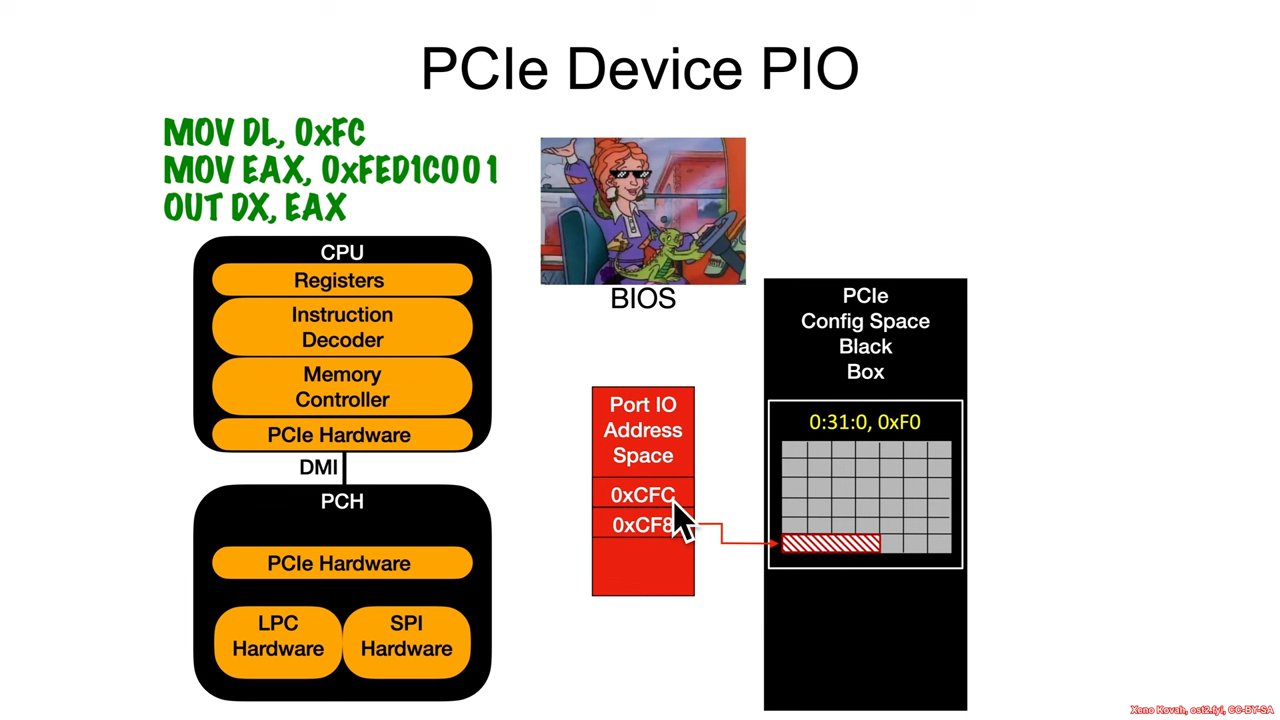 PCIe Device PIO
MOV DL, 0xFC
MOV EAX, 0xFED1C001
OUT DX, EAX
CPU
Registers
Instruction
Decoder
Memory
Controller
PCIe Hardware
DMI
PCH
PCIe Hardware
LPC
Hardware
SPI
Hardware
BIOS
Port IO
Address
Space
0xCFC
0xCF8
PCIe
Config Space
Black
Box
0:31:0, 0xF0
Xeno Kovah, ost2.fyi, CC-BY-SA